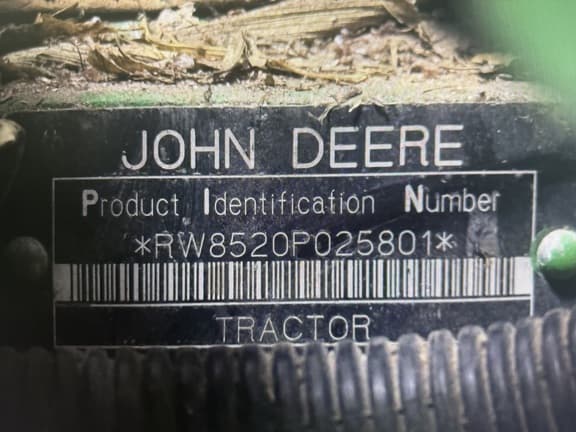 JOHN DEERE
Product Identification Number
*RW8520P025801*
TRACTOR